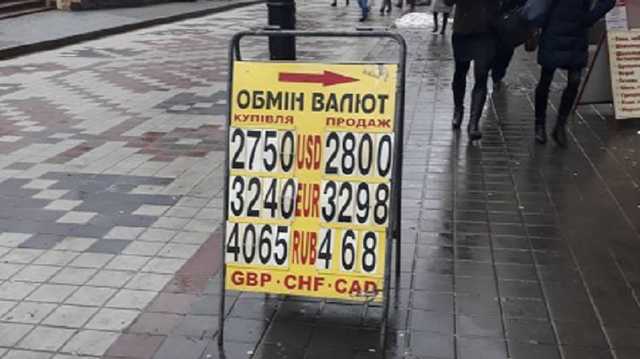 ОБМІН ВАЛЮТ
КУПІВЛЯ ПРОДАЖ
2750 USD 2800
3240 EUR 3298
4065 RUB 4 68
GBP · CHF · CAD